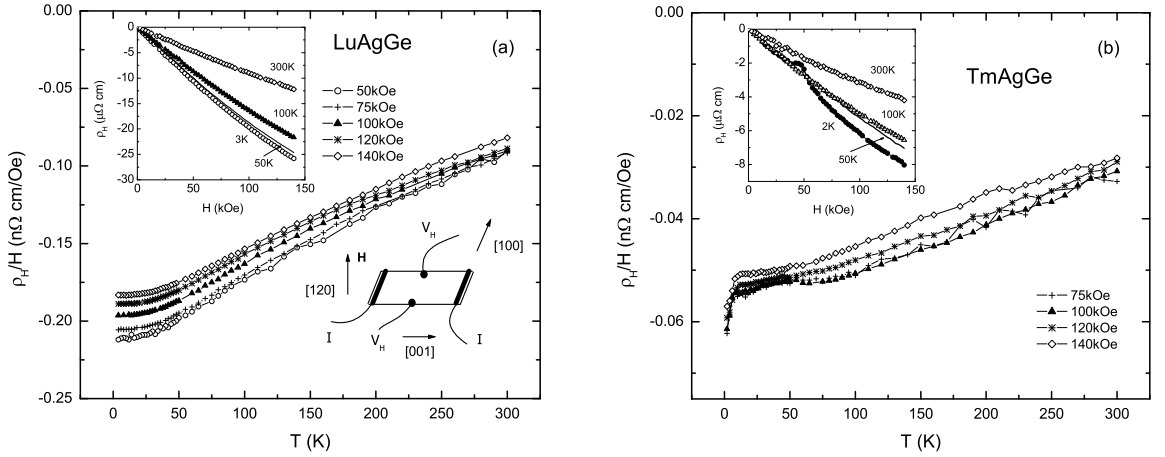 LuAgGe
(a)
ρH/H (nΩ cm/Oe)
0.00
-0.05
-0.10
-0.15
-0.20
-0.25
0 50 100 150 200 250 300
T (K)
50kOe
75kOe
100kOe
120kOe
140kOe
ρH (μΩ cm)
0
-5
-10
-15
-20
-25
-30
0 50 100 150
H (kOe)
300K
100K
3K
50K
VH
[100]
H
[120]
I
VH
[001]
I
TmAgGe
(b)
ρH/H (nΩ cm/Oe)
0.00
-0.02
-0.04
-0.06
0 50 100 150 200 250 300
T (K)
75kOe
100kOe
120kOe
140kOe
ρH (μΩ cm)
0
-2
-4
-6
-8
0 50 100 150
H (kOe)
300K
100K
2K
50K